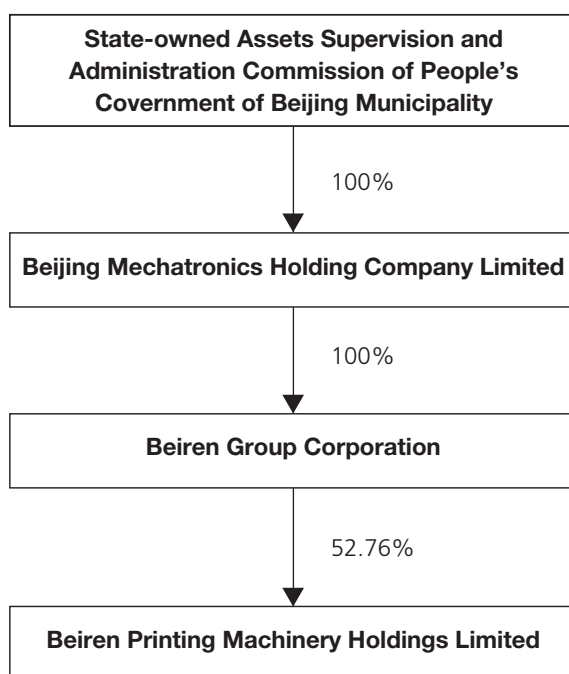 State-owned Assets Supervision and
Administration Commission of People’s
Government of Beijing Municipality
100%
Beijing Mechatronics Holding Company Limited
100%
Beiren Group Corporation
52.76%
Beiren Printing Machinery Holdings Limited